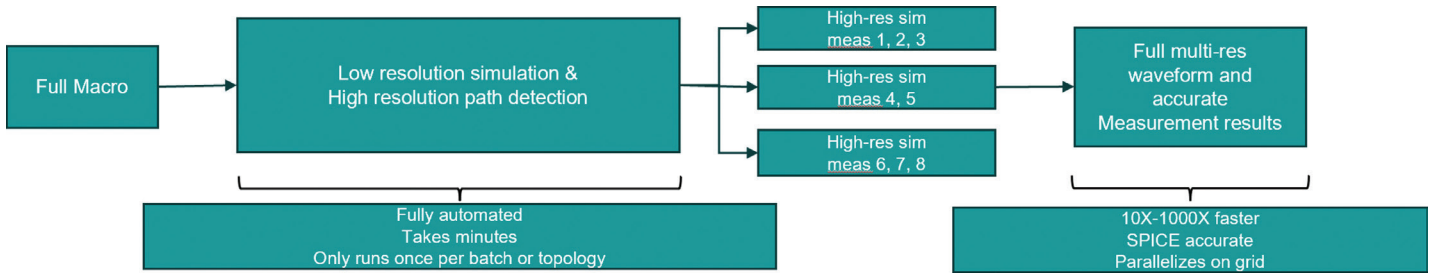 Full Macro
Low resolution simulation &
High resolution path detection
High-res sim
meas 1, 2, 3
High-res sim
meas 4, 5
High-res sim
meas 6, 7, 8
Full multi-res
waveform and
accurate
Measurement results
Fully automated
Takes minutes
Only runs once per batch or topology
10X-1000X faster
SPICE accurate
Parallelizes on grid